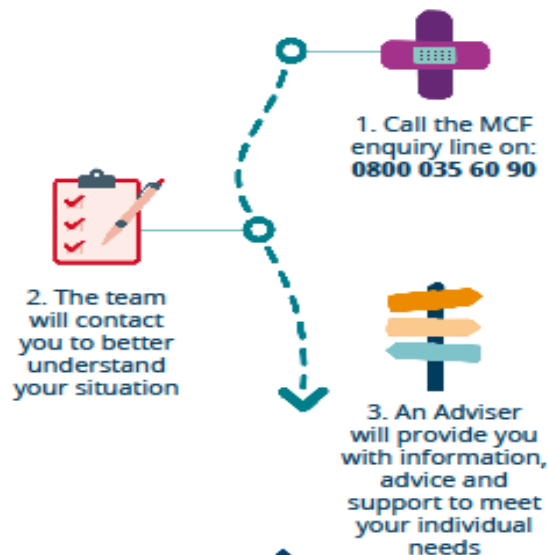 1. Call the MCF
enquiry line on:
0800 035 60 90
2. The team
will contact
you to better
understand
your situation
3. An Adviser
will provide you
with information,
advice and
support to meet
your individual
needs